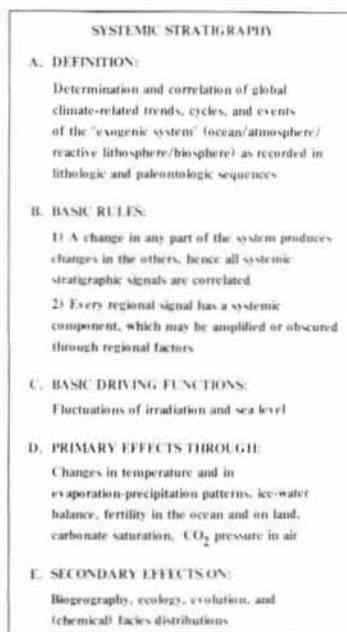 SYSTEMIC STRATIGRAPHY
A. DEFINITION:
Determination and correlation of global
climate-related trends, cycles, and events
of the "exogenic system" (ocean/atmosphere/
reactive lithosphere/biosphere) as recorded in
lithologic and paleontologic sequences
B. BASIC RULES:
1) A change in any part of the system produces
changes in the others, hence all systemic
stratigraphic signals are correlated
2) Every regional signal has a systemic
component, which may be amplified or obscured
through regional factors
C. BASIC DRIVING FUNCTIONS:
Fluctuations of irradiation and sea level
D. PRIMARY EFFECTS THROUGH:
Changes in temperature and in
evaporation-precipitation patterns, ice-water
balance, fertility in the ocean and on land,
carbonate saturation, CO₂ pressure in air
E. SECONDARY EFFECTS ON:
Biogeography, ecology, evolution, and
(chemical) facies distributions